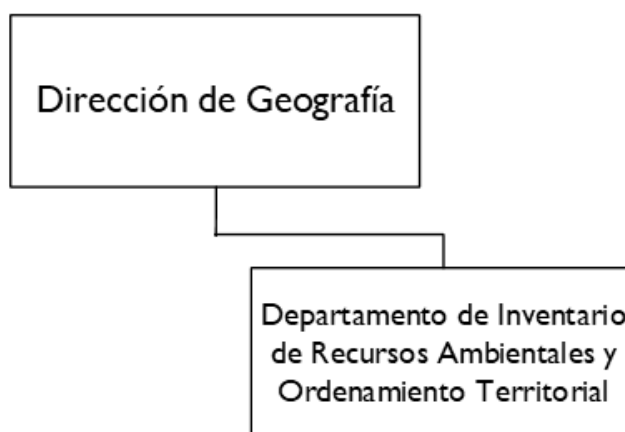 Dirección de Geografía
Departamento de Inventario
de Recursos Ambientales y
Ordenamiento Territorial